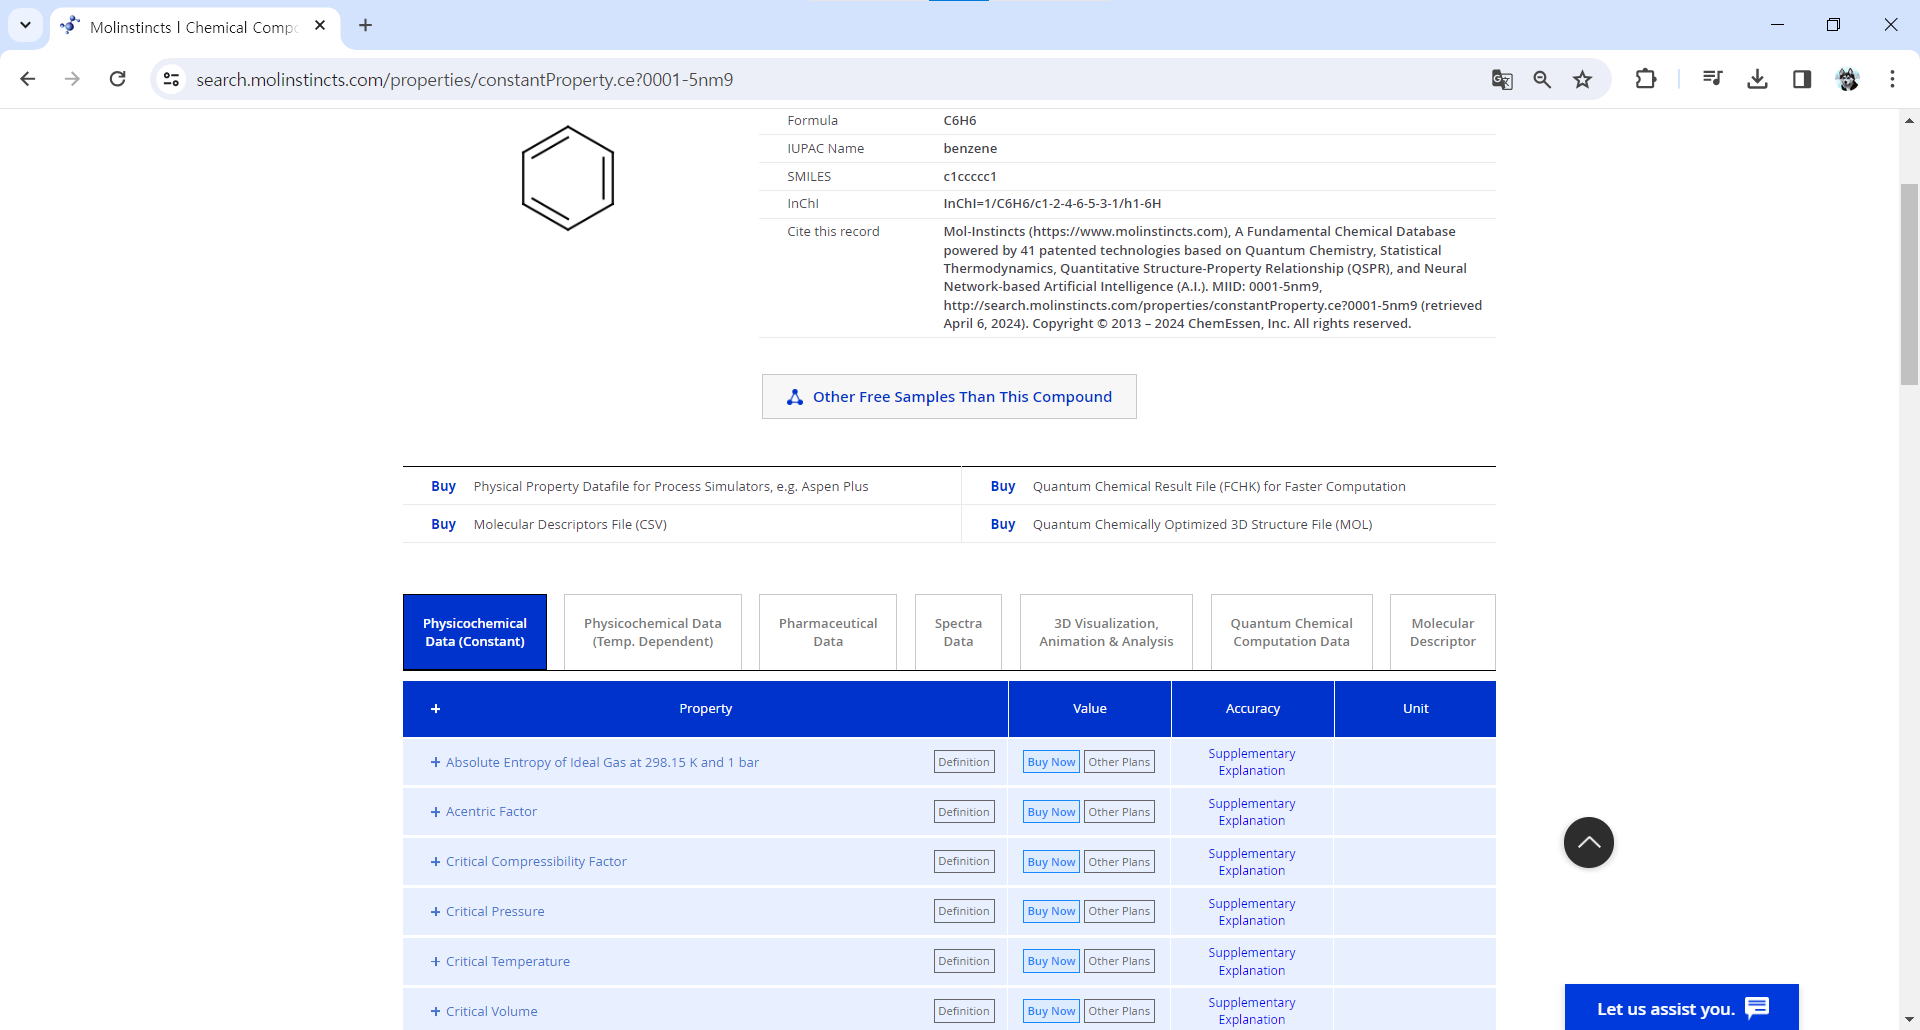 Molinstincts l Chemical Comp
search.molinstincts.com/properties/constantProperty.ce?0001-5nm9
Formula C6H6
IUPAC Name benzene
SMILES c1ccccc1
InChI InChI=1/C6H6/c1-2-4-6-5-3-1/h1-6H
Cite this record Mol-Instincts (https://www.molinstincts.com), A Fundamental Chemical Database
powered by 41 patented technologies based on Quantum Chemistry, Statistical
Thermodynamics, Quantitative Structure-Property Relationship (QSPR), and Neural
Network-based Artificial Intelligence (A.I.). MIID: 0001-5nm9,
http://search.molinstincts.com/properties/constantProperty.ce?0001-5nm9 (retrieved
April 6, 2024). Copyright © 2013 – 2024 ChemEssen, Inc. All rights reserved.
Other Free Samples Than This Compound
Buy Physical Property Datafile for Process Simulators, e.g. Aspen Plus
Buy Quantum Chemical Result File (FCHK) for Faster Computation
Buy Molecular Descriptors File (CSV)
Buy Quantum Chemically Optimized 3D Structure File (MOL)
Physicochemical
Data (Constant)
Physicochemical Data
(Temp. Dependent)
Pharmaceutical
Data
Spectra
Data
3D Visualization,
Animation & Analysis
Quantum Chemical
Computation Data
Molecular
Descriptor
+ Property Value Accuracy Unit
+ Absolute Entropy of Ideal Gas at 298.15 K and 1 bar Definition Buy Now Other Plans Supplementary
Explanation
+ Acentric Factor Definition Buy Now Other Plans Supplementary
Explanation
+ Critical Compressibility Factor Definition Buy Now Other Plans Supplementary
Explanation
+ Critical Pressure Definition Buy Now Other Plans Supplementary
Explanation
+ Critical Temperature Definition Buy Now Other Plans Supplementary
Explanation
+ Critical Volume Definition Buy Now Other Plans Supplementary
Explanation
Let us assist you.